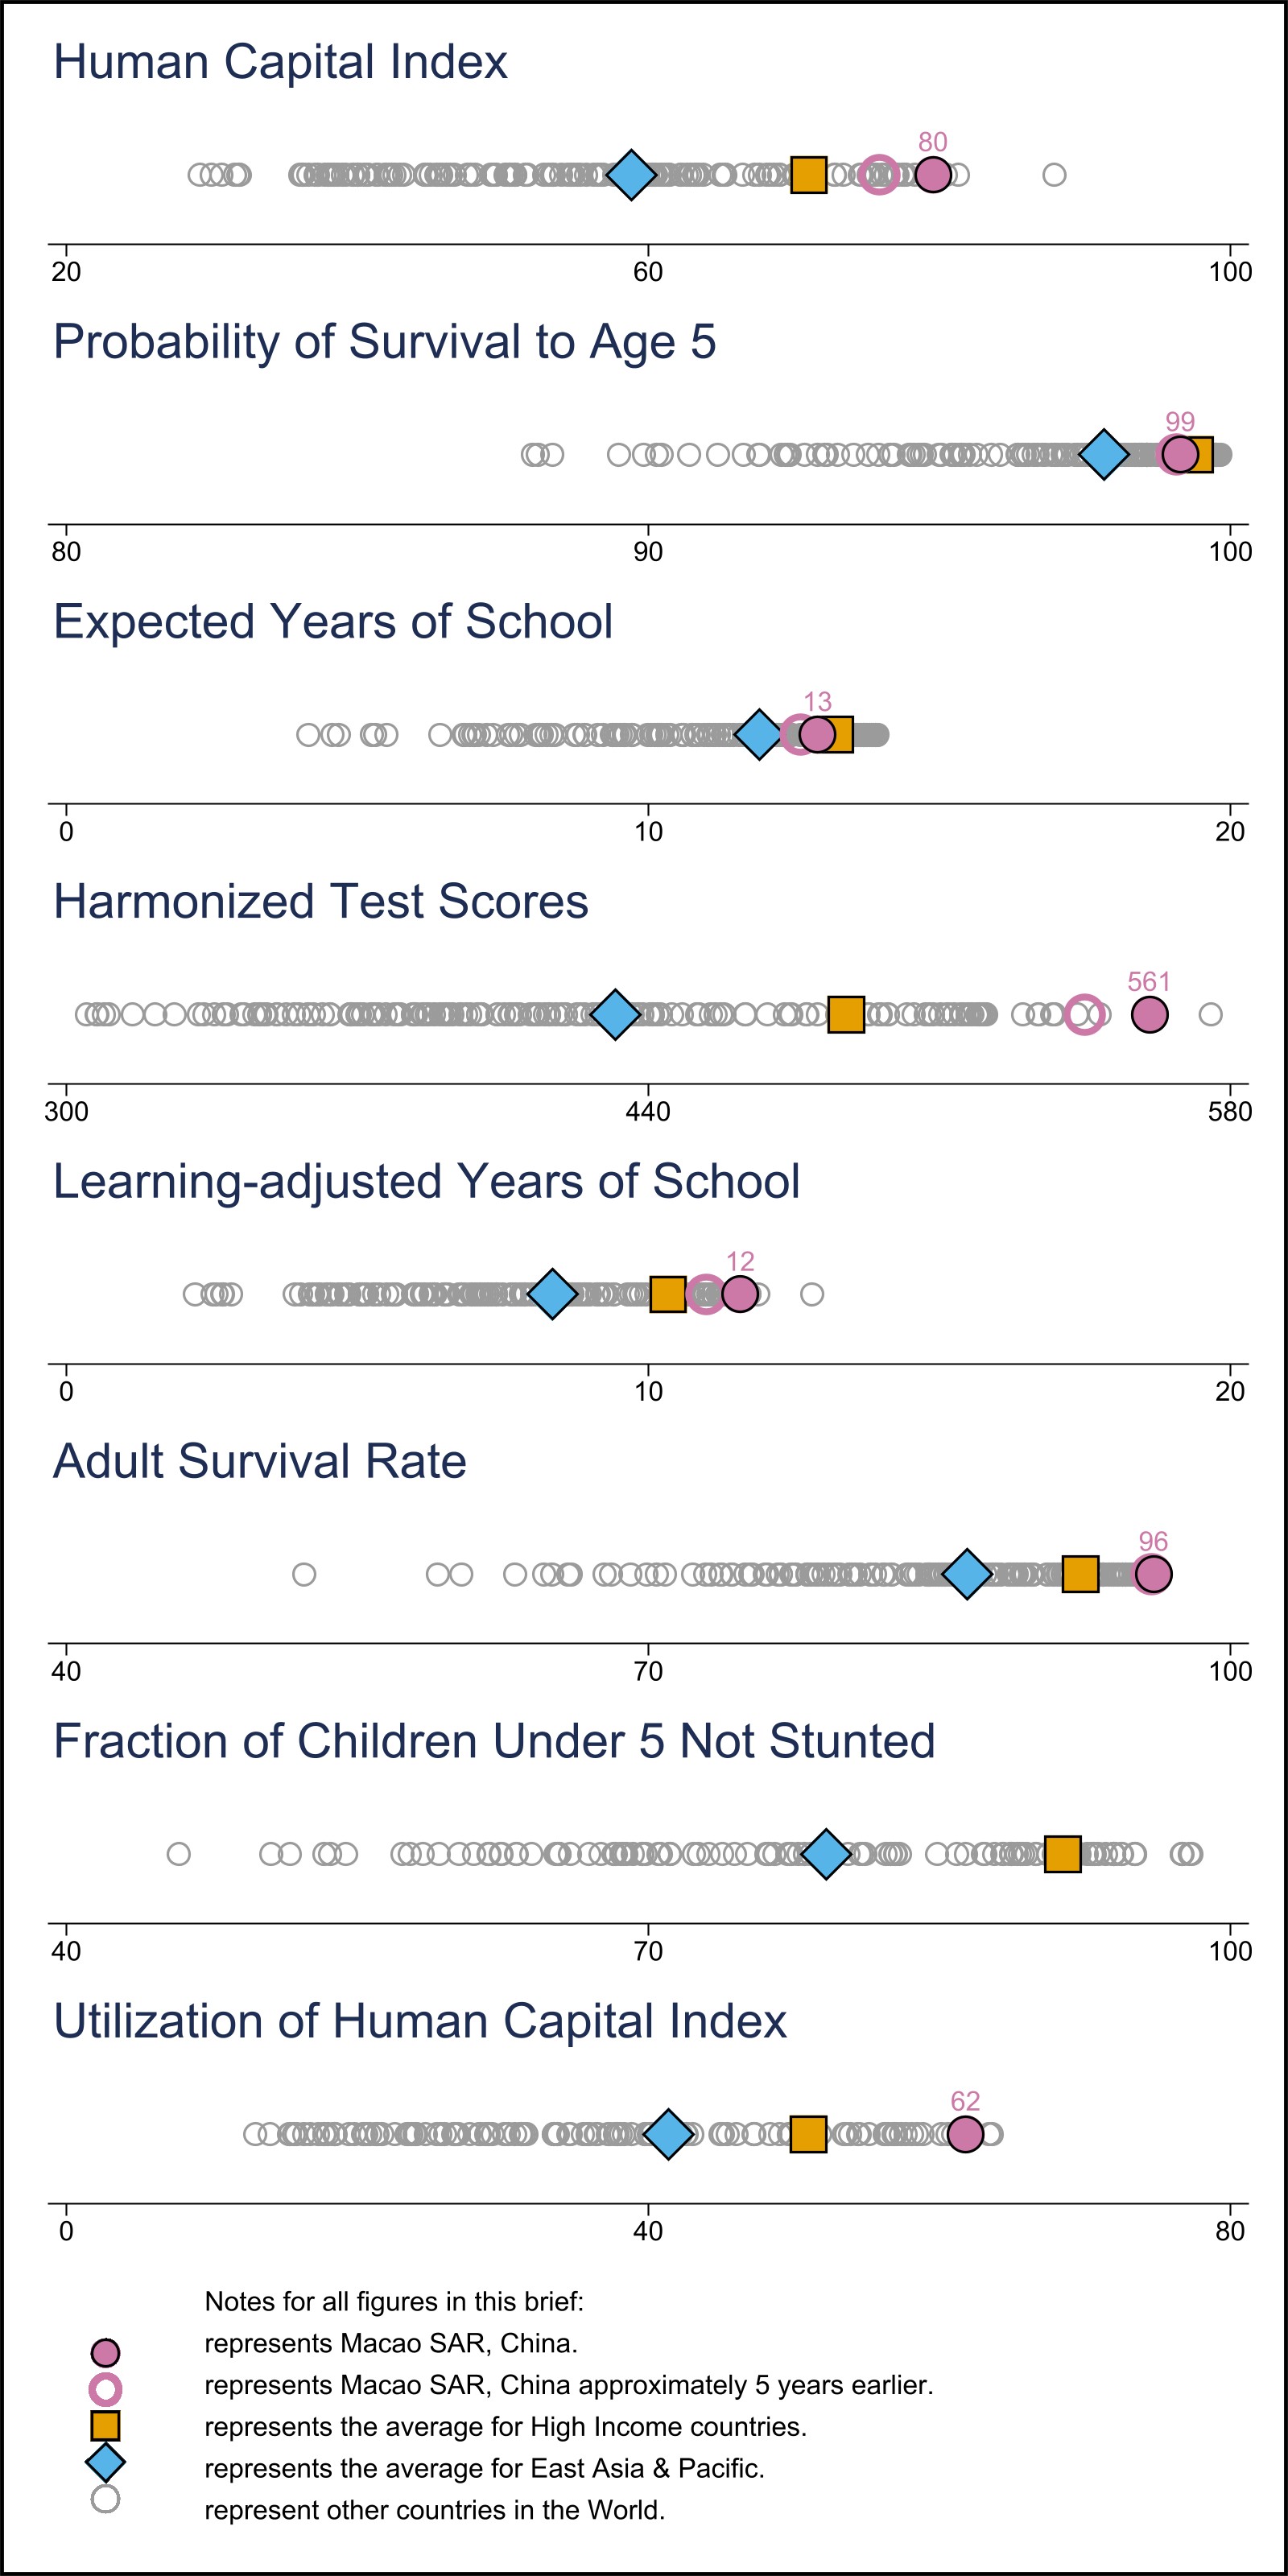 Human Capital Index
80
20 60 100
Probability of Survival to Age 5
99
80 90 100
Expected Years of School
13
0 10 20
Harmonized Test Scores
561
300 440 580
Learning-adjusted Years of School
12
0 10 20
Adult Survival Rate
96
40 70 100
Fraction of Children Under 5 Not Stunted
40 70 100
Utilization of Human Capital Index
62
0 40 80
Notes for all figures in this brief:
represents Macao SAR, China.
represents Macao SAR, China approximately 5 years earlier.
represents the average for High Income countries.
represents the average for East Asia & Pacific.
represent other countries in the World.